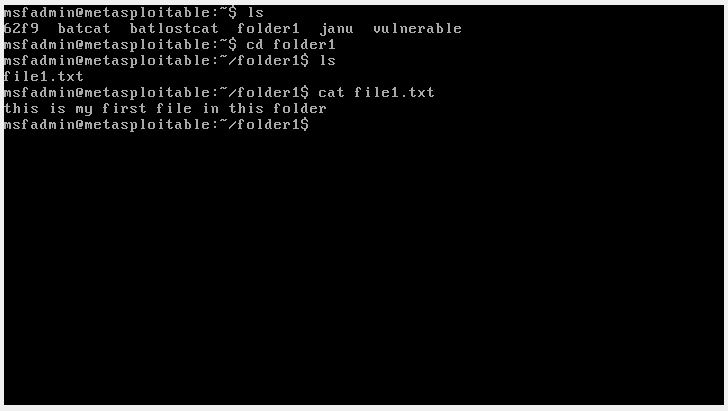 msfadmin@metasploitable:~$ ls
62f9  batcat  batlostcat  folder1  janu  vulnerable
msfadmin@metasploitable:~$ cd folder1
msfadmin@metasploitable:~/folder1$ ls
file1.txt
msfadmin@metasploitable:~/folder1$ cat file1.txt
this is my first file in this folder
msfadmin@metasploitable:~/folder1$